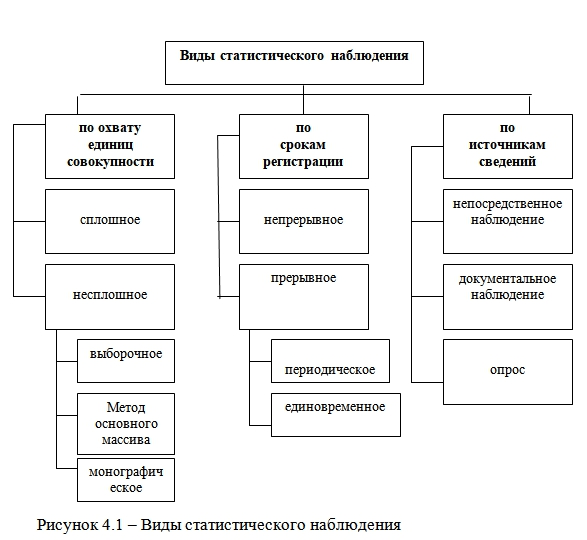 Виды статистического наблюдения
по охвату
единиц
совокупности
сплошное
несплошное
выборочное
Метод
основного
массива
монографич
еское
по
срокам
регистрации
непрерывное
прерывное
периодическое
единовременное
по
источникам
сведений
непосредственное
наблюдение
документальное
наблюдение
опрос
Рисунок 4.1 – Виды статистического наблюдения